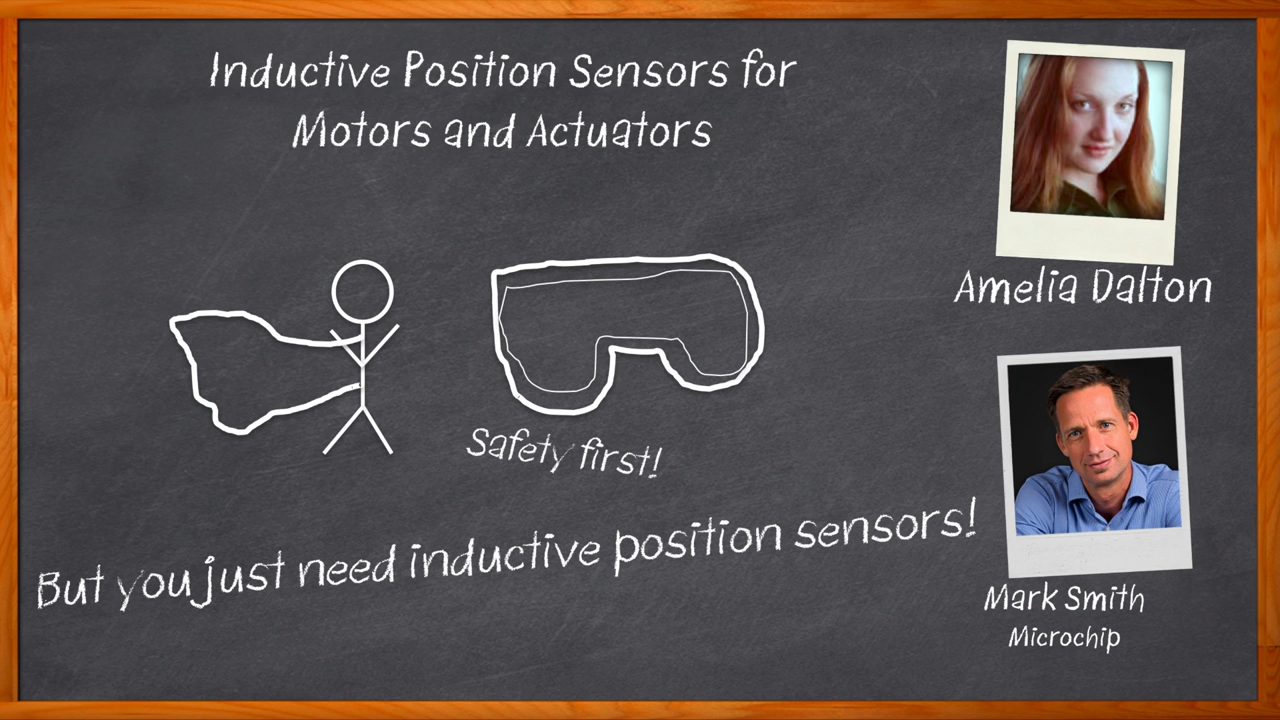 Inductive Position Sensors for
Motors and Actuators
Amelia Dalton
Safety first!
But you just need inductive position sensors!
Mark Smith
Microchip